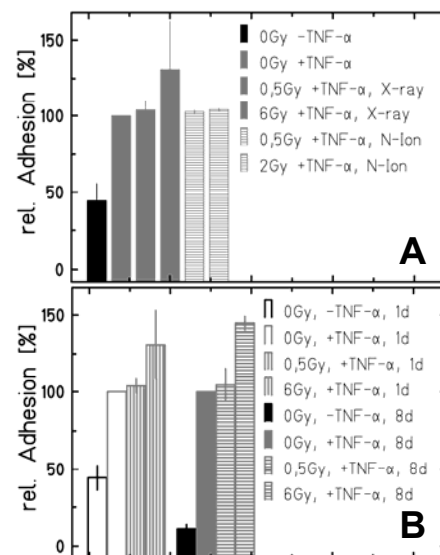 rel. Adhesion [%]
150
100
50
0
0Gy -TNF-α
0Gy +TNF-α
0,5Gy +TNF-α, X-ray
6Gy +TNF-α, X-ray
0,5Gy +TNF-α, N-Ion
2Gy +TNF-α, N-Ion
A
rel. Adhesion [%]
150
100
50
0
0Gy, -TNF-α, 1d
0Gy, +TNF-α, 1d
0,5Gy, +TNF-α, 1d
6Gy, +TNF-α, 1d
0Gy, -TNF-α, 8d
0Gy, +TNF-α, 8d
0,5Gy, +TNF-α, 8d
6Gy, +TNF-α, 8d
B